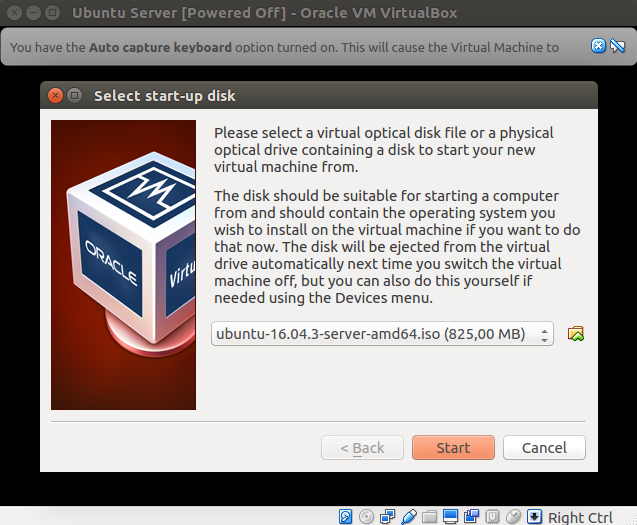 Ubuntu Server [Powered Off] - Oracle VM VirtualBox
You have the Auto capture keyboard option turned on. This will cause the Virtual Machine to
Select start-up disk
Please select a virtual optical disk file or a physical
optical drive containing a disk to start your new
virtual machine from.
The disk should be suitable for starting a computer
from and should contain the operating system you
wish to install on the virtual machine if you want to do
that now. The disk will be ejected from the virtual
drive automatically next time you switch the virtual
machine off, but you can also do this yourself if
needed using the Devices menu.
ORACLE
Virtu
ubuntu-16.04.3-server-amd64.iso (825,00 MB)
< Back
Start
Cancel
Right Ctrl